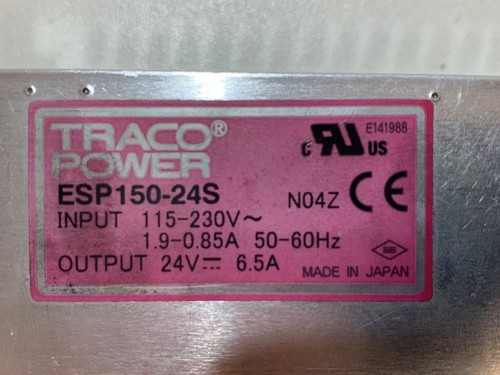 TRACO®
POWER
E141988
c RU US
ESP150-24S
N04Z CE
INPUT 115-230V~
1.9-0.85A 50-60Hz
OUTPUT 24V⎓ 6.5A
MADE IN JAPAN